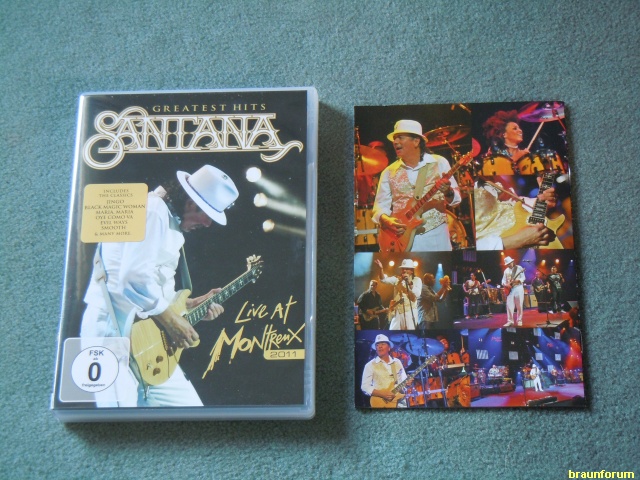 GREATEST HITS
SANTANA
INCLUDES
THE CLASSICS
JINGO
BLACK MAGIC WOMAN
MARIA, MARIA
OYE COMO VA
EVIL WAYS
SMOOTH
& MANY MORE
Live At
Montreux
2011
FSK
ab
0
freigegeben
braunforum